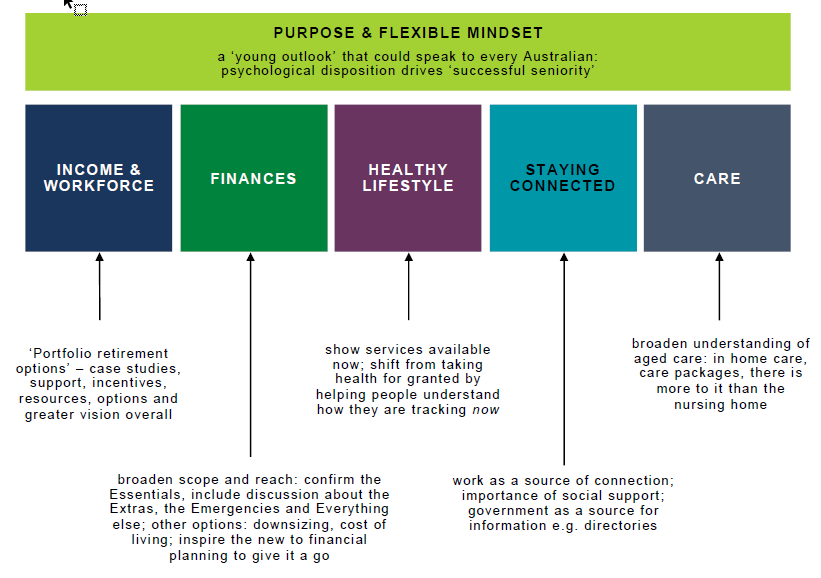 PURPOSE & FLEXIBLE MINDSET
a ‘young outlook’ that could speak to every Australian:
psychological disposition drives ‘successful seniority’
INCOME &
WORKFORCE
FINANCES
HEALTHY
LIFESTYLE
STAYING
CONNECTED
CARE
‘Portfolio retirement
options’ – case studies,
support, incentives,
resources, options and
greater vision overall
show services available
now; shift from taking
health for granted by
helping people understand
how they are tracking now
broaden understanding of
aged care: in home care,
care packages, there is
more to it than the
nursing home
broaden scope and reach: confirm the
Essentials, include discussion about the
Extras, the Emergencies and Everything
else; other options: downsizing, cost of
living; inspire the new to financial
planning to give it a go
work as a source of connection;
importance of social support;
government as a source for
information e.g. directories